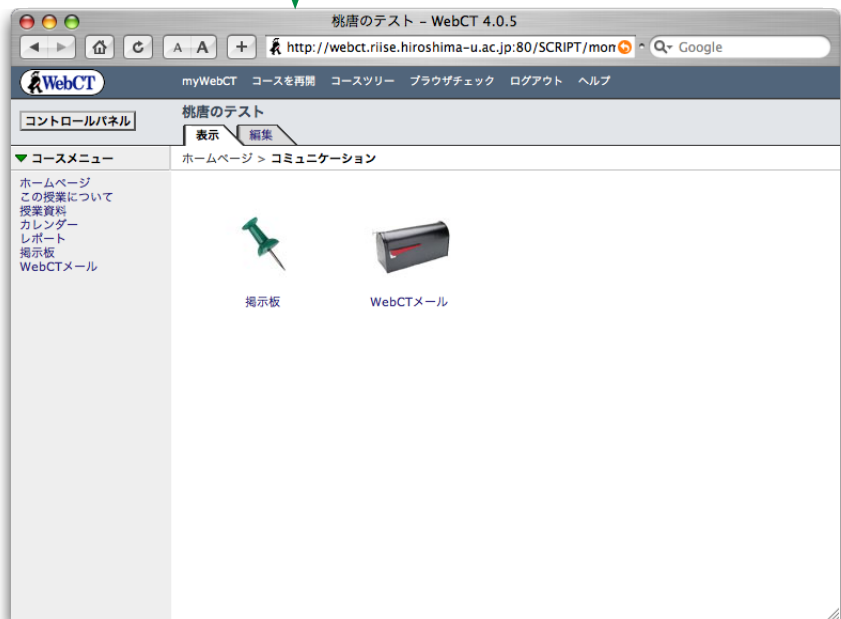 桃唐のテスト – WebCT 4.0.5
A A + http://webct.riise.hiroshima-u.ac.jp:80/SCRIPT/mom Google
WebCT myWebCT コースを再開 コースツリー ブラウザチェック ログアウト ヘルプ
コントロールパネル
桃唐のテスト
表示 編集
コースメニュー
ホームページ > コミュニケーション
ホームページ
この授業について
授業資料
カレンダー
レポート
掲示板
WebCTメール
掲示板 WebCTメール